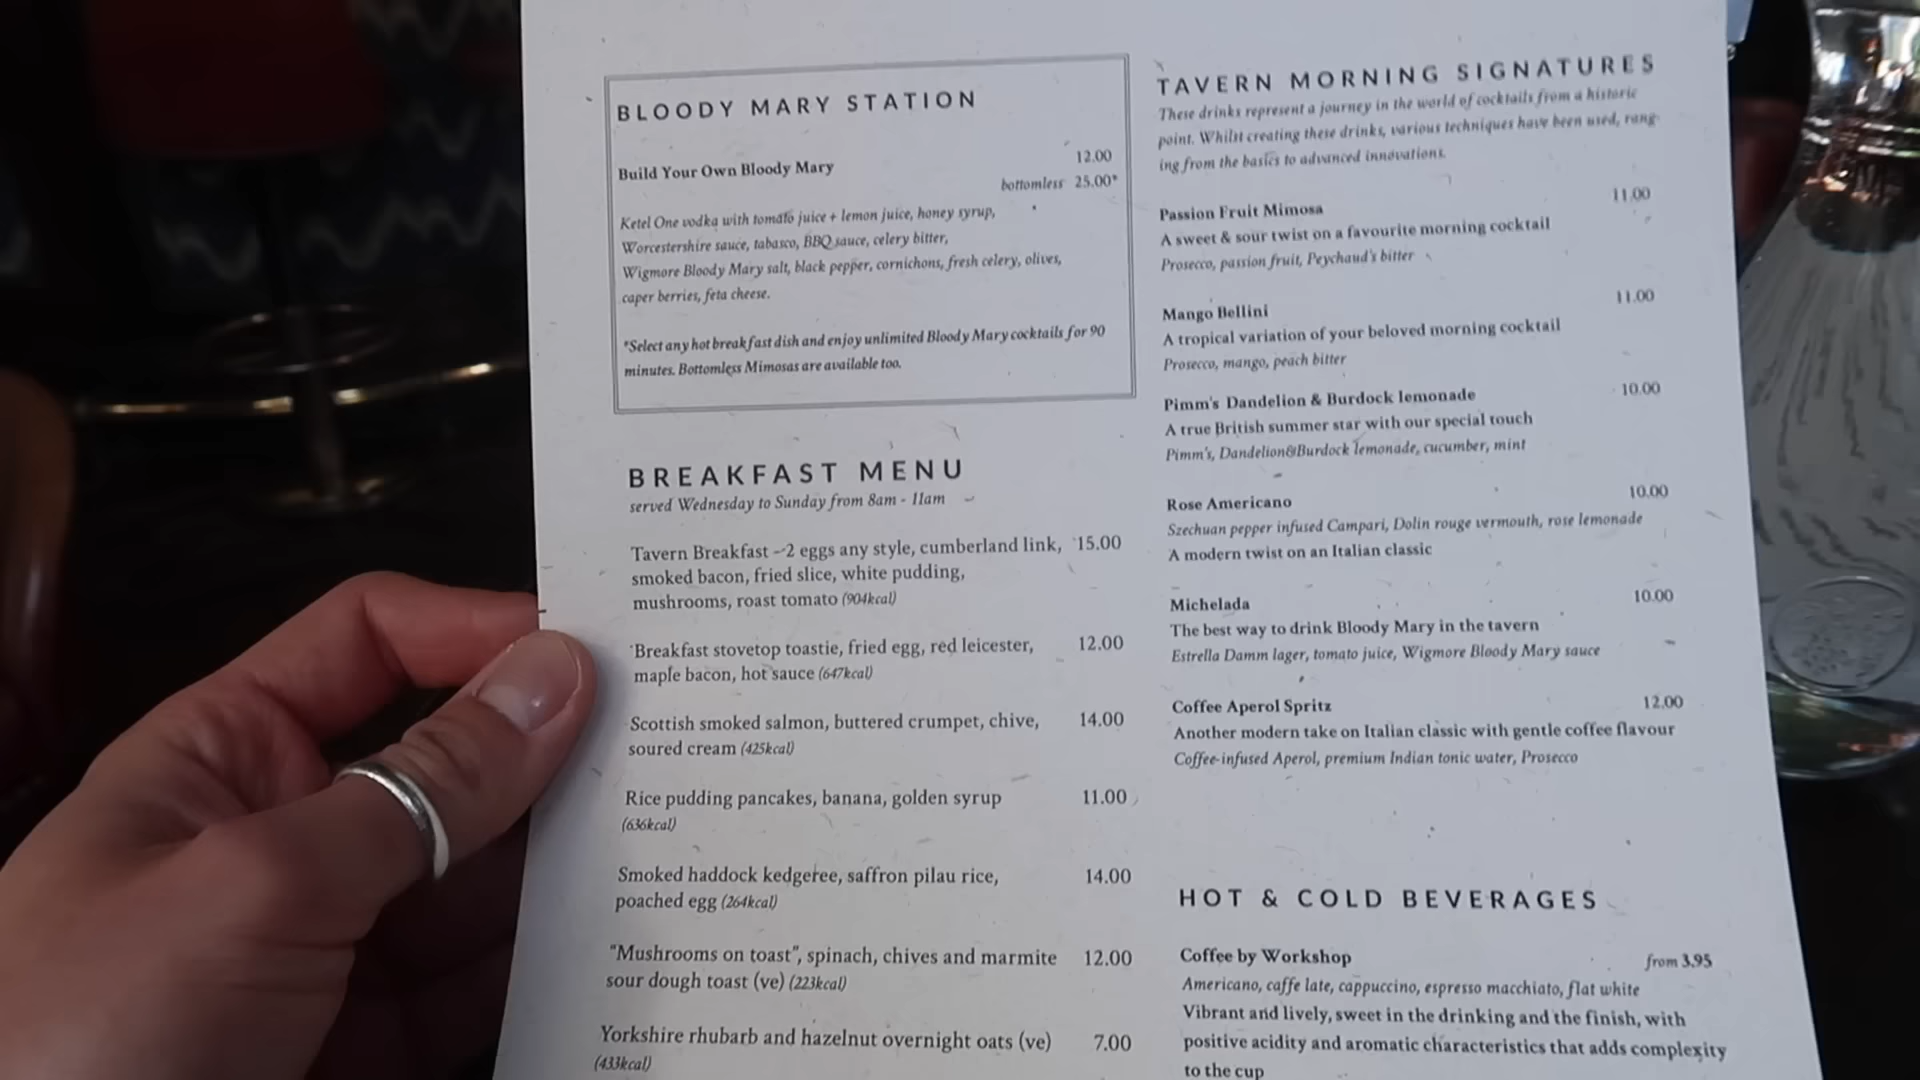 BLOODY MARY STATION
Build Your Own Bloody Mary 12.00
bottomless 25.00*
Ketel One vodka with tomato juice + lemon juice, honey syrup,
Worcestershire sauce, tabasco, BBQ sauce, celery bitter,
Wigmore Bloody Mary salt, black pepper, cornichons, fresh celery, olives,
caper berries, feta cheese.
*Select any hot breakfast dish and enjoy unlimited Bloody Mary cocktails for 90
minutes. Bottomless Mimosas are available too.
BREAKFAST MENU
served Wednesday to Sunday from 8am - 11am
Tavern Breakfast – 2 eggs any style, cumberland link, 15.00
smoked bacon, fried slice, white pudding,
mushrooms, roast tomato (904kcal)
Breakfast stovetop toastie, fried egg, red leicester, 12.00
maple bacon, hot sauce (647kcal)
Scottish smoked salmon, buttered crumpet, chive, 14.00
soured cream (425kcal)
Rice pudding pancakes, banana, golden syrup 11.00
(636kcal)
Smoked haddock kedgeree, saffron pilau rice, 14.00
poached egg (264kcal)
"Mushrooms on toast", spinach, chives and marmite 12.00
sour dough toast (ve) (223kcal)
Yorkshire rhubarb and hazelnut overnight oats (ve) 7.00
(433kcal)
TAVERN MORNING SIGNATURES
These drinks represent a journey in the world of cocktails from a historic
point. Whilst creating these drinks, various techniques have been used, rang-
ing from the basics to advanced innovations.
Passion Fruit Mimosa 11.00
A sweet & sour twist on a favourite morning cocktail
Prosecco, passion fruit, Peychaud's bitter
Mango Bellini 11.00
A tropical variation of your beloved morning cocktail
Prosecco, mango, peach bitter
Pimm's Dandelion & Burdock lemonade 10.00
A true British summer star with our special touch
Pimm's, Dandelion&Burdock lemonade, cucumber, mint
Rose Americano 10.00
Szechuan pepper infused Campari, Dolin rouge vermouth, rose lemonade
A modern twist on an Italian classic
Michelada 10.00
The best way to drink Bloody Mary in the tavern
Estrella Damm lager, tomato juice, Wigmore Bloody Mary sauce
Coffee Aperol Spritz 12.00
Another modern take on Italian classic with gentle coffee flavour
Coffee-infused Aperol, premium Indian tonic water, Prosecco
HOT & COLD BEVERAGES
Coffee by Workshop from 3.95
Americano, caffe late, cappuccino, espresso macchiato, flat white
Vibrant and lively, sweet in the drinking and the finish, with
positive acidity and aromatic characteristics that adds complexity
to the cup